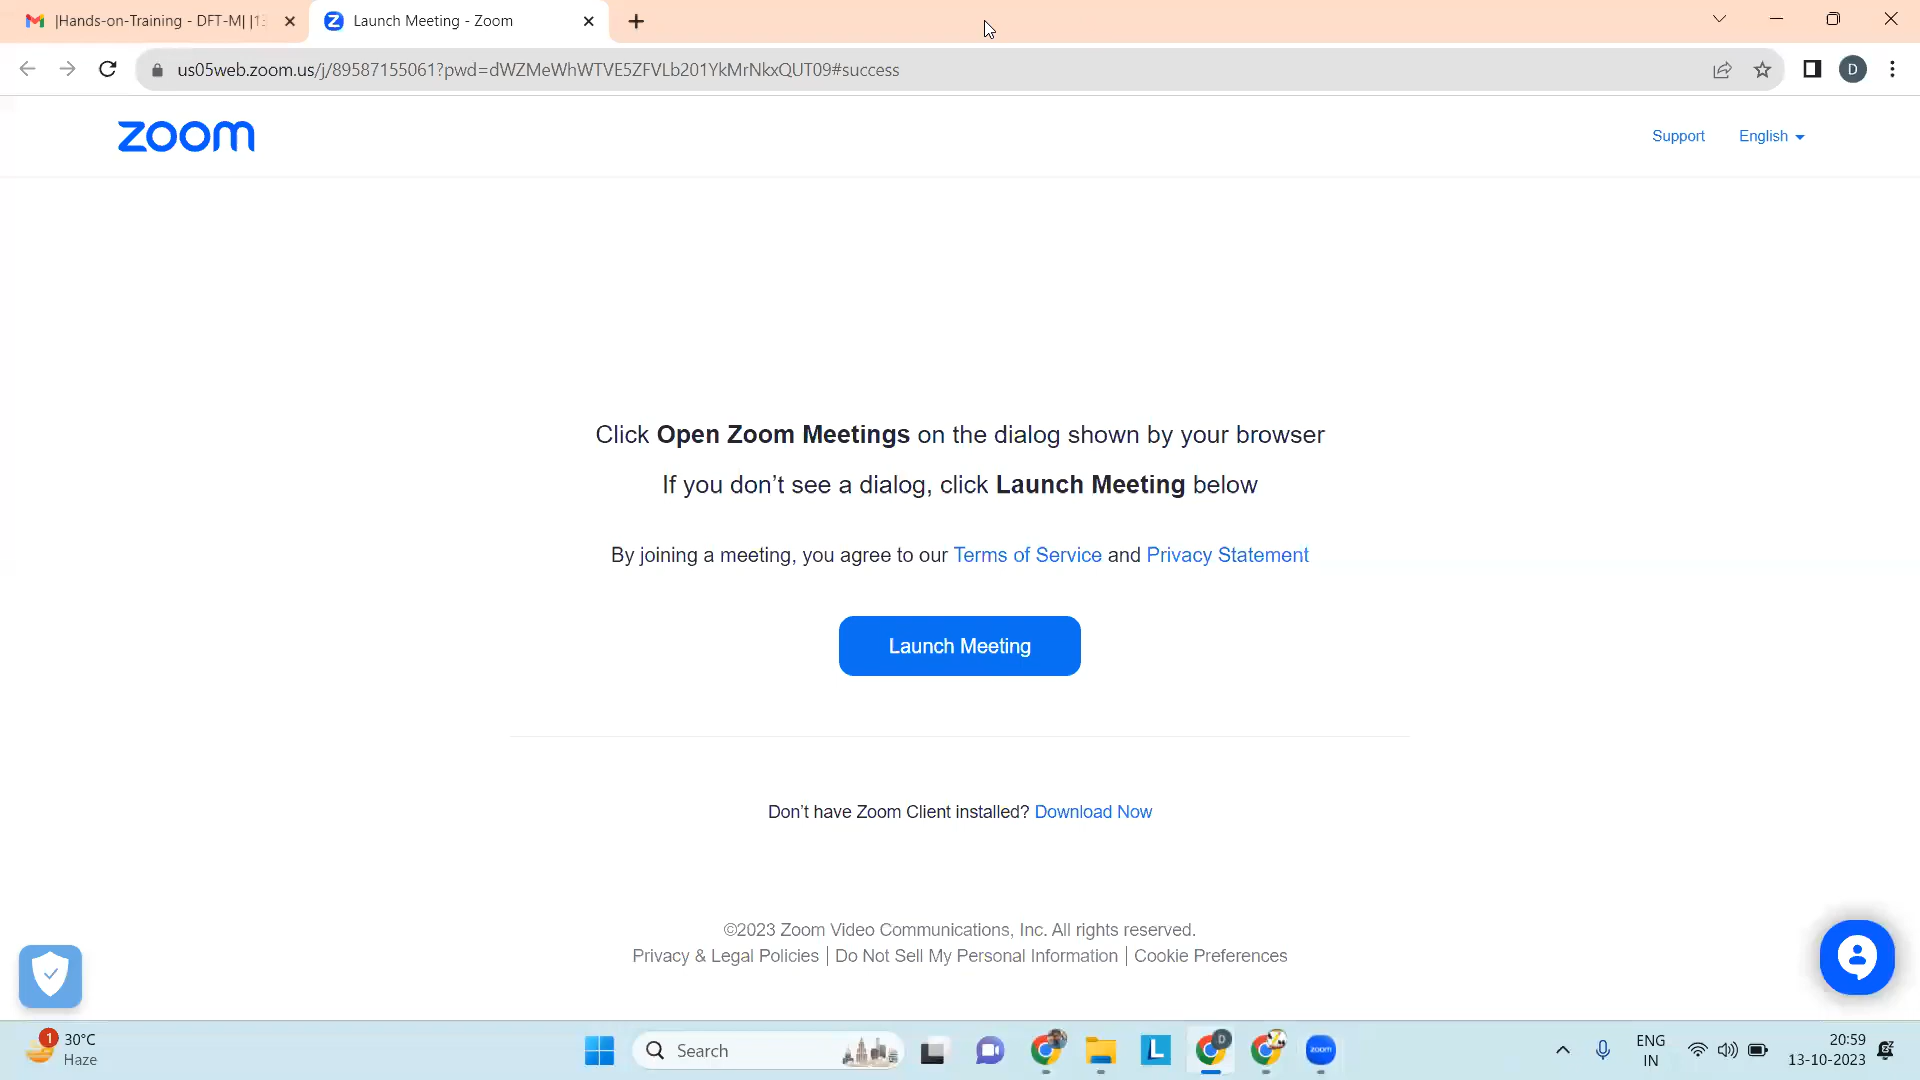 |Hands-on-Training - DFT-M| |13
Launch Meeting - Zoom
us05web.zoom.us/j/89587155061?pwd=dWZMeWhWTVE5ZFVLb201YkMrNkxQUT09#success
D
zoom
Support
English
Click Open Zoom Meetings on the dialog shown by your browser
If you don’t see a dialog, click Launch Meeting below
By joining a meeting, you agree to our Terms of Service and Privacy Statement
Launch Meeting
Don’t have Zoom Client installed? Download Now
©2023 Zoom Video Communications, Inc. All rights reserved.
Privacy & Legal Policies | Do Not Sell My Personal Information | Cookie Preferences
1
30°C
Haze
Search
L
D
zoom
ENG
IN
20:59
13-10-2023